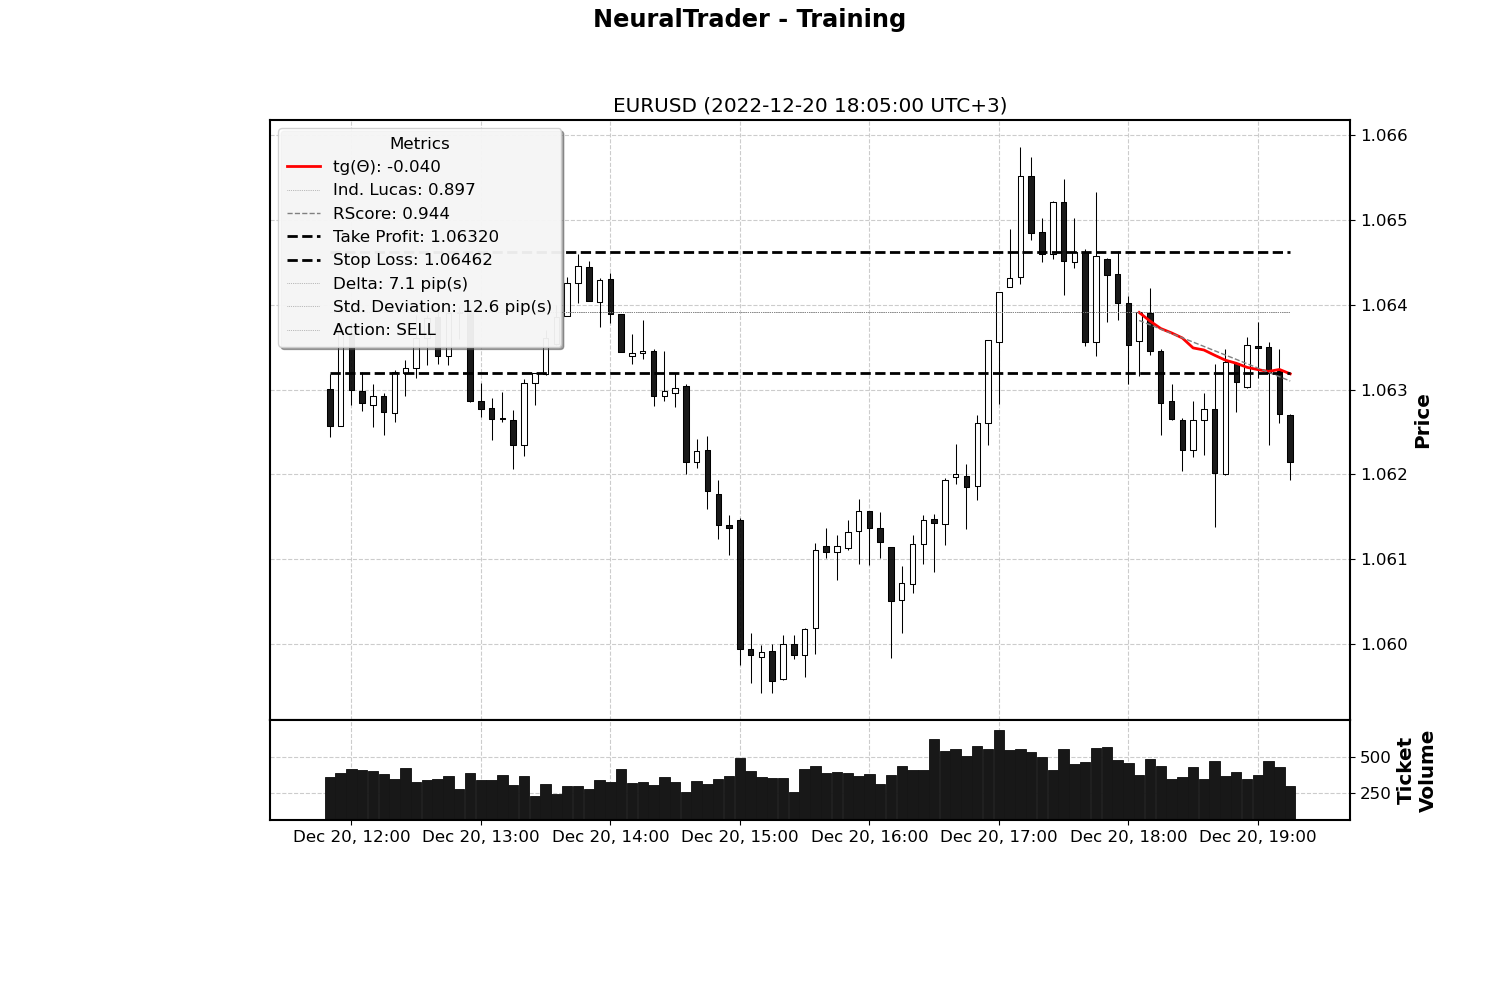 NeuralTrader - Training
EURUSD (2022-12-20 18:05:00 UTC+3)
Metrics
tg(Θ): -0.040
Ind. Lucas: 0.897
RScore: 0.944
Take Profit: 1.06320
Stop Loss: 1.06462
Delta: 7.1 pip(s)
Std. Deviation: 12.6 pip(s)
Action: SELL
1.066
1.065
1.064
1.063
1.062
1.061
1.060
Price
500
250
Ticket
Volume
Dec 20, 12:00 Dec 20, 13:00 Dec 20, 14:00 Dec 20, 15:00 Dec 20, 16:00 Dec 20, 17:00 Dec 20, 18:00 Dec 20, 19:00